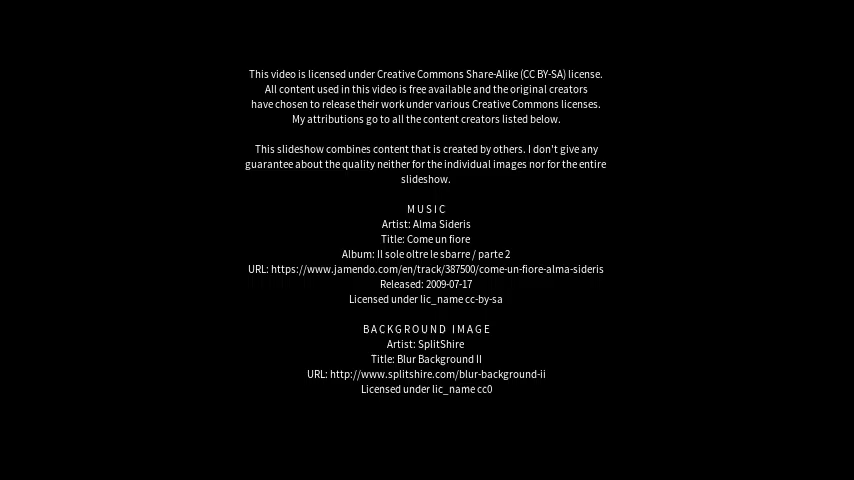 This video is licensed under Creative Commons Share-Alike (CC BY-SA) license.
All content used in this video is free available and the original creators
have chosen to release their work under various Creative Commons licenses.
My attributions go to all the content creators listed below.
This slideshow combines content that is created by others. I don't give any
guarantee about the quality neither for the individual images nor for the entire
slideshow.
MUSIC
Artist: Alma Sideris
Title: Come un fiore
Album: Il sole oltre le sbarre / parte 2
URL: https://www.jamendo.com/en/track/387500/come-un-fiore-alma-sideris
Released: 2009-07-17
Licensed under lic_name cc-by-sa
BACKGROUND IMAGE
Artist: SplitShire
Title: Blur Background II
URL: http://www.splitshire.com/blur-background-ii
Licensed under lic_name cc0